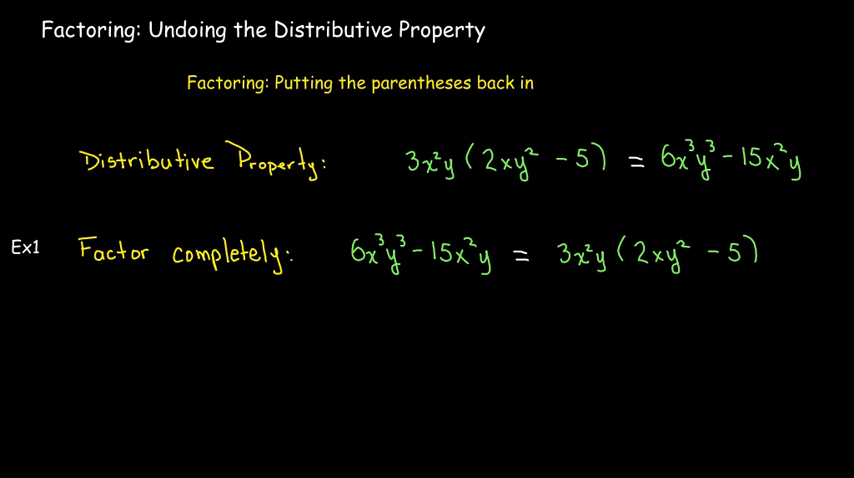 Factoring: Undoing the Distributive Property
Factoring: Putting the parentheses back in
Distributive Property: 3x²y (2xy² - 5) = 6x³y³ - 15x²y
Ex1 Factor completely: 6x³y³ - 15x²y = 3x²y (2xy² - 5)